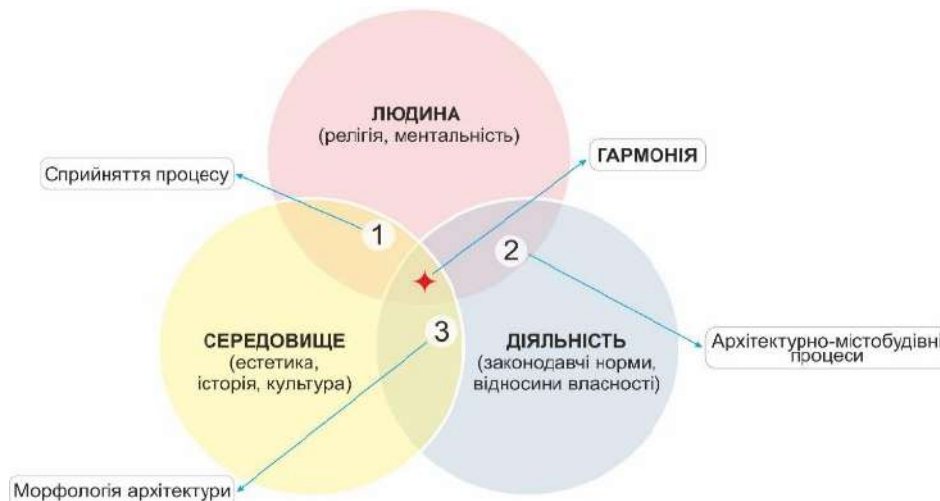 ЛЮДИНА
(релігія, ментальність)
ГАРМОНІЯ
Сприйняття процесу
1
2
3
СЕРЕДОВИЩЕ
(естетика,
історія, культура)
ДІЯЛЬНІСТЬ
(законодавчі норми,
відносини власності)
Архітектурно-містобудівні
процеси
Морфологія архітектури